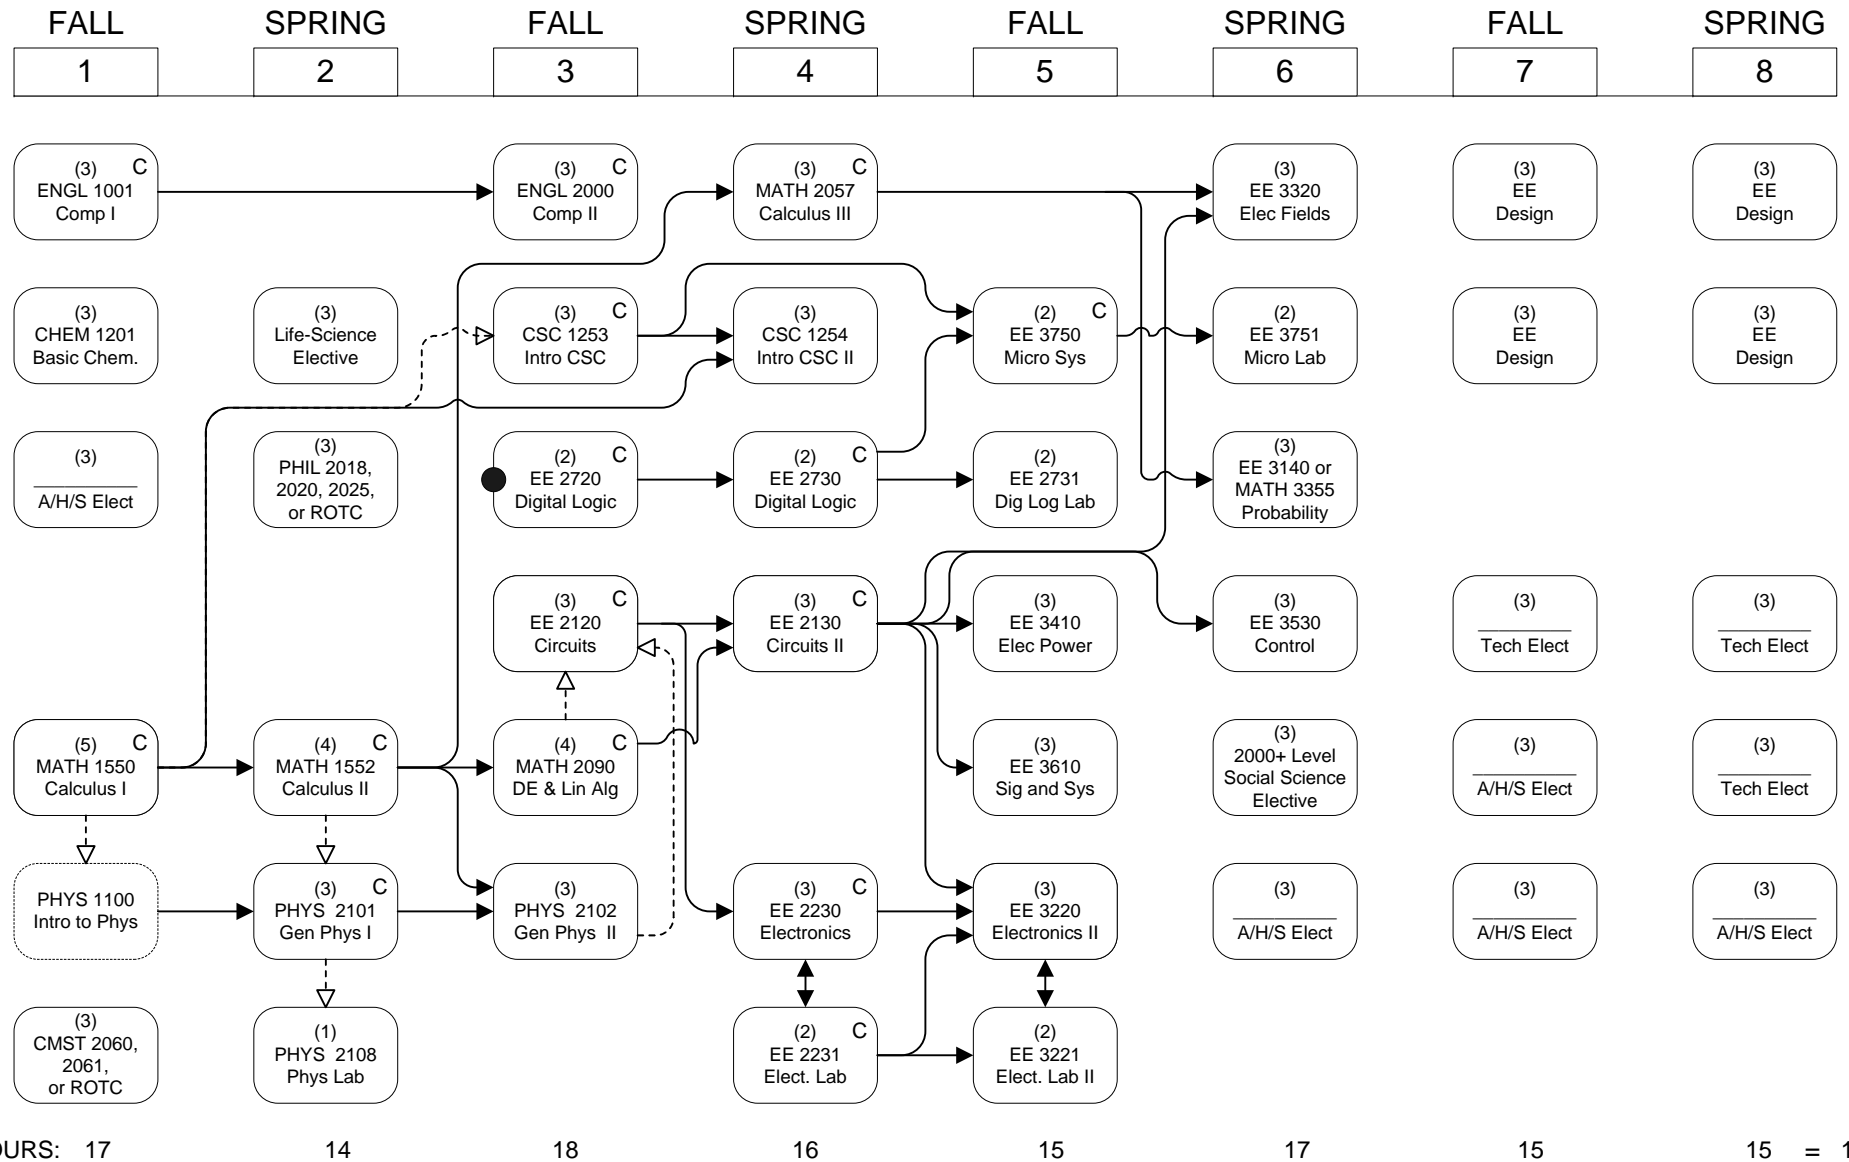 FALL SPRING FALL SPRING FALL SPRING FALL SPRING
1 2 3 4 5 6 7 8
(3) C
ENGL 1001
Comp I
(3) C
ENGL 2000
Comp II
(3) C
MATH 2057
Calculus III
(3)
EE 3320
Elec Fields
(3)
EE
Design
(3)
EE
Design
(3)
CHEM 1201
Basic Chem.
(3)
Life-Science
Elective
(3) C
CSC 1253
Intro CSC
(3)
CSC 1254
Intro CSC II
(2) C
EE 3750
Micro Sys
(2)
EE 3751
Micro Lab
(3)
EE
Design
(3)
EE
Design
(3)
A/H/S Elect
(3)
PHIL 2018,
2020, 2025,
or ROTC
(2) C
EE 2720
Digital Logic
(2) C
EE 2730
Digital Logic
(2)
EE 2731
Dig Log Lab
(3)
EE 3140 or
MATH 3355
Probability
(3) C
EE 2120
Circuits
(3) C
EE 2130
Circuits II
(3)
EE 3410
Elec Power
(3)
EE 3530
Control
(3)
Tech Elect
(3)
Tech Elect
(5) C
MATH 1550
Calculus I
(4) C
MATH 1552
Calculus II
(4) C
MATH 2090
DE & Lin Alg
(3)
EE 3610
Sig and Sys
(3)
2000+ Level
Social Science
Elective
(3)
A/H/S Elect
(3)
Tech Elect
PHYS 1100
Intro to Phys
(3) C
PHYS 2101
Gen Phys I
(3)
PHYS 2102
Gen Phys II
(3) C
EE 2230
Electronics
(3)
EE 3220
Electronics II
(3)
A/H/S Elect
(3)
A/H/S Elect
(3)
A/H/S Elect
(3)
CMST 2060,
2061,
or ROTC
(1)
PHYS 2108
Phys Lab
(2) C
EE 2231
Elect. Lab
(2)
EE 3221
Elect. Lab II
17 14 18 16 15 17 15 15 =